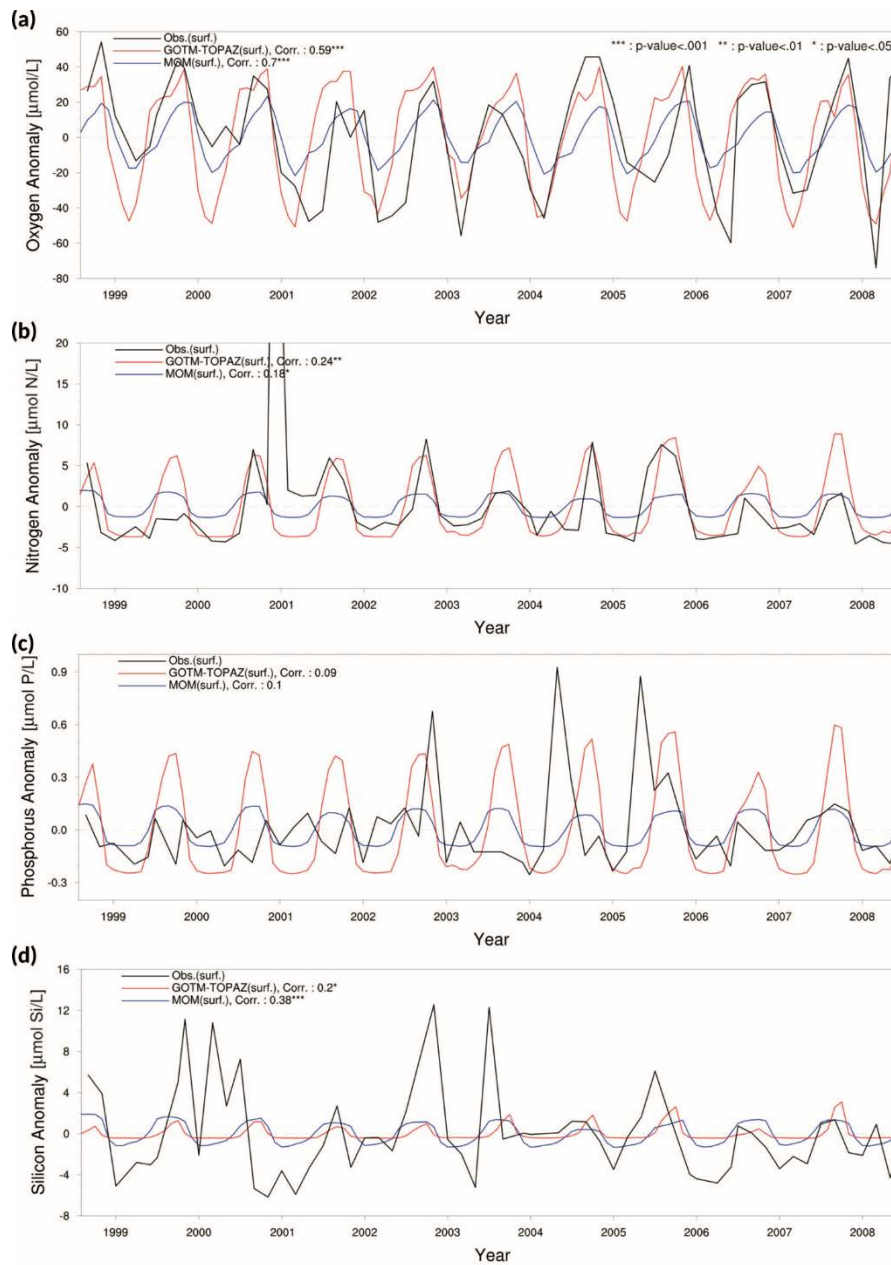 (a)
Oxygen Anomaly [µmol/L]
60
40
20
0
-20
-40
-60
-80
Obs.(surf.)
GOTM-TOPAZ(surf.), Corr. : 0.59***
MOM(surf.), Corr. : 0.7***
*** : p-value<.001 ** : p-value<.01 * : p-value<.05
1999 2000 2001 2002 2003 2004 2005 2006 2007 2008
Year
(b)
Nitrogen Anomaly [µmol N/L]
20
15
10
5
0
-5
-10
Obs.(surf.)
GOTM-TOPAZ(surf.), Corr. : 0.24**
MOM(surf.), Corr. : 0.18*
1999 2000 2001 2002 2003 2004 2005 2006 2007 2008
Year
(c)
Phosphorus Anomaly [µmol P/L]
0.9
0.6
0.3
0.0
-0.3
Obs.(surf.)
GOTM-TOPAZ(surf.), Corr. : 0.09
MOM(surf.), Corr. : 0.1
1999 2000 2001 2002 2003 2004 2005 2006 2007 2008
Year
(d)
Silicon Anomaly [µmol Si/L]
16
12
8
4
0
-4
-8
Obs.(surf.)
GOTM-TOPAZ(surf.), Corr. : 0.2*
MOM(surf.), Corr. : 0.38***
1999 2000 2001 2002 2003 2004 2005 2006 2007 2008
Year